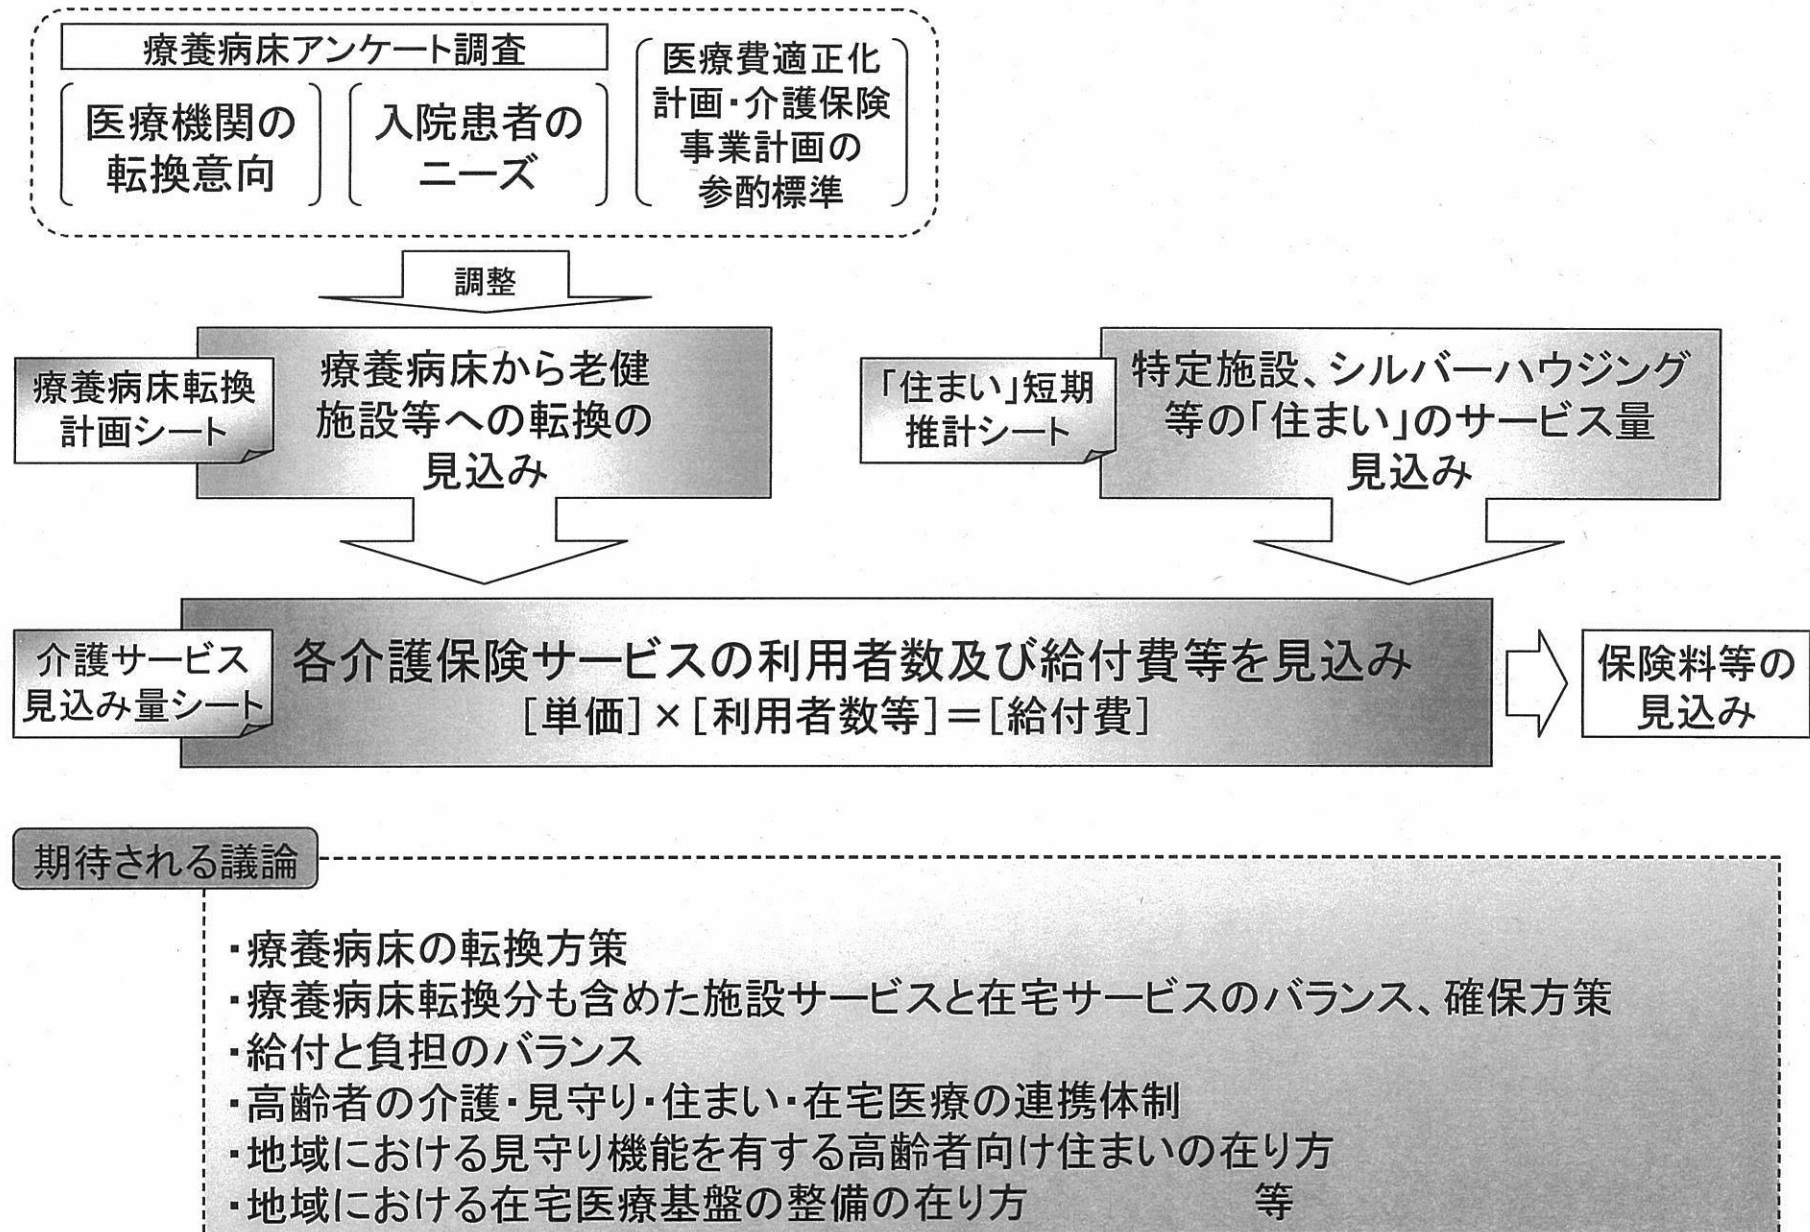 療養病床アンケート調査
医療機関の
転換意向
入院患者の
ニーズ
医療費適正化
計画・介護保険
事業計画の
参酌標準
調整
療養病床転換
計画シート
療養病床から老健
施設等への転換の
見込み
「住まい」短期
推計シート
特定施設、シルバーハウジング
等の「住まい」のサービス量
見込み
介護サービス
見込み量シート
各介護保険サービスの利用者数及び給付費等を見込み
[単価]×[利用者数等]=[給付費]
保険料等の
見込み
期待される議論
・療養病床の転換方策
・療養病床転換分も含めた施設サービスと在宅サービスのバランス、確保方策
・給付と負担のバランス
・高齢者の介護・見守り・住まい・在宅医療の連携体制
・地域における見守り機能を有する高齢者向け住まいの在り方
・地域における在宅医療基盤の整備の在り方 等